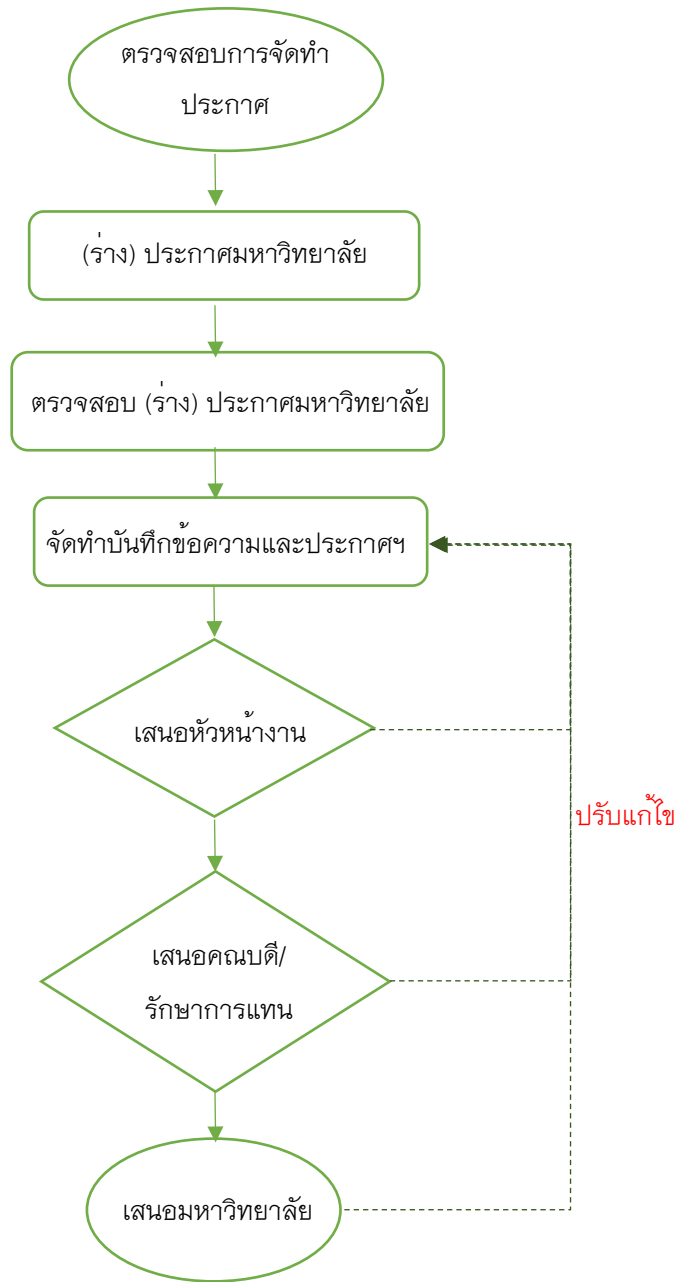 ตรวจสอบการจัดทำ
ประกาศ
(ร่าง) ประกาศมหาวิทยาลัย
ตรวจสอบ (ร่าง) ประกาศมหาวิทยาลัย
จัดทำบันทึกข้อความและประกาศฯ
เสนอหัวหน้างาน
ปรับแก้ไข
เสนอคณบดี/
รักษาการแทน
เสนอมหาวิทยาลัย